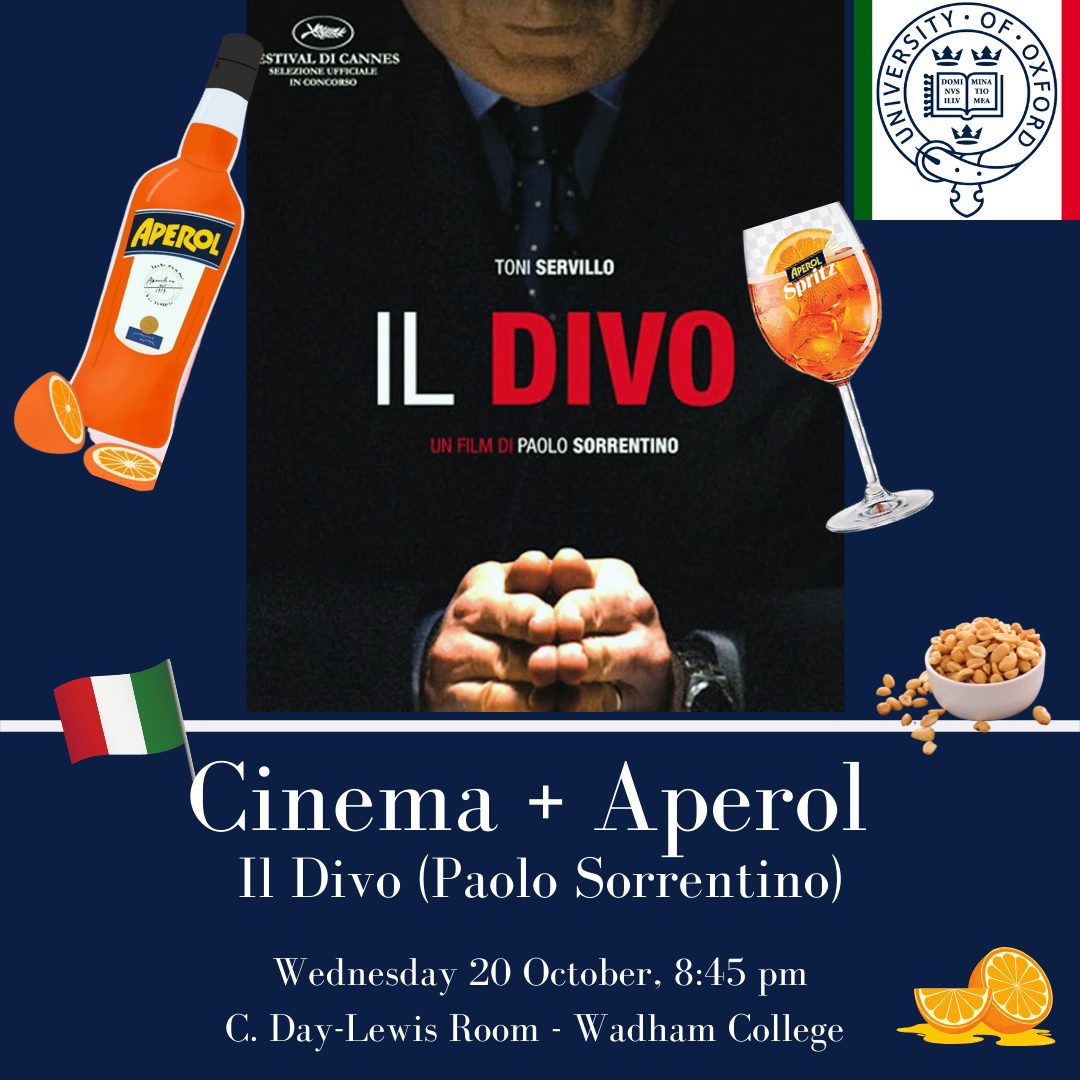 FESTIVAL DI CANNES
SELEZIONE UFFICIALE
IN CONCORSO
UNIVERSITY · OF · OXFORD
DOMI MINA
NVS TIO
ILLV MEA
APEROL
TONI SERVILLO
APEROL
Spritz
IL DIVO
UN FILM DI PAOLO SORRENTINO
Cinema + Aperol
Il Divo (Paolo Sorrentino)
Wednesday 20 October, 8:45 pm
C. Day-Lewis Room - Wadham College